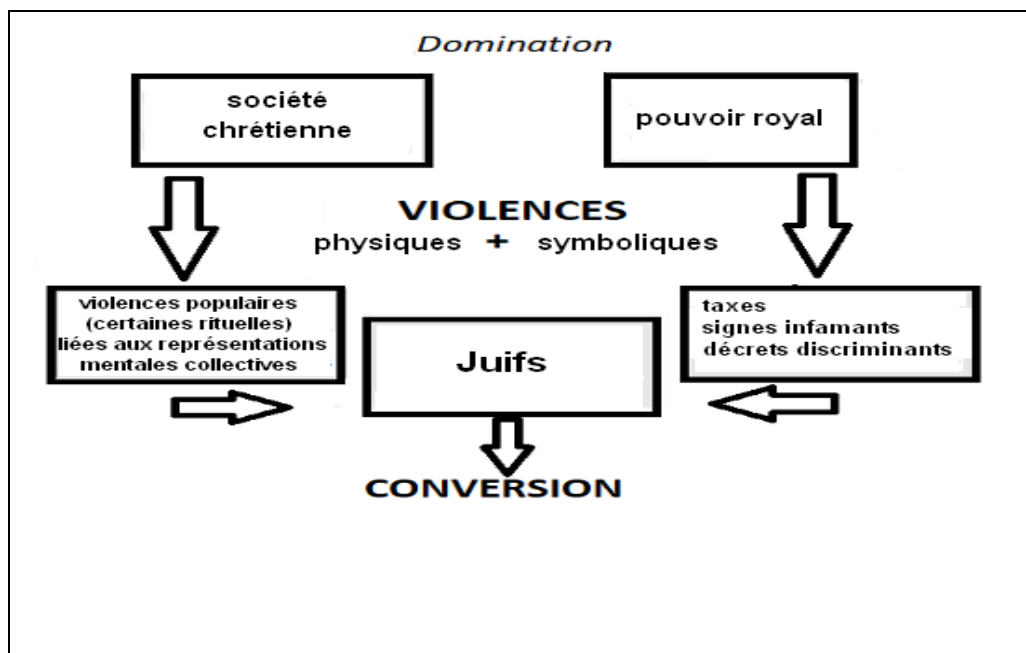 Domination
société
chrétienne
pouvoir royal
VIOLENCES
physiques + symboliques
violences populaires
(certaines rituelles)
liées aux représentations
mentales collectives
taxes
signes infamants
décrets discriminants
Juifs
CONVERSION